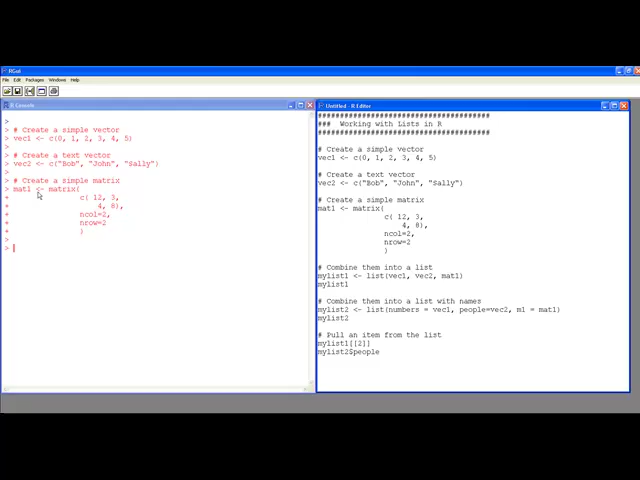 RGui
File Edit Packages Windows Help
R Console
>
> # Create a simple vector
> vec1 <- c(0, 1, 2, 3, 4, 5)
>
> # Create a text vector
> vec2 <- c("Bob", "John", "Sally")
>
> # Create a simple matrix
> mat1 <- matrix(
+ c( 12, 3,
+ 4, 8),
+ ncol=2,
+ nrow=2
+ )
>
>
Untitled - R Editor
########################################
### Working with Lists in R
########################################
# Create a simple vector
vec1 <- c(0, 1, 2, 3, 4, 5)
# Create a text vector
vec2 <- c("Bob", "John", "Sally")
# Create a simple matrix
mat1 <- matrix(
c( 12, 3,
4, 8),
ncol=2,
nrow=2
)
# Combine them into a list
mylist1 <- list(vec1, vec2, mat1)
mylist1
# Combine them into a list with names
mylist2 <- list(numbers = vec1, people=vec2, m1 = mat1)
mylist2
# Pull an item from the list
mylist1[[2]]
mylist2$people